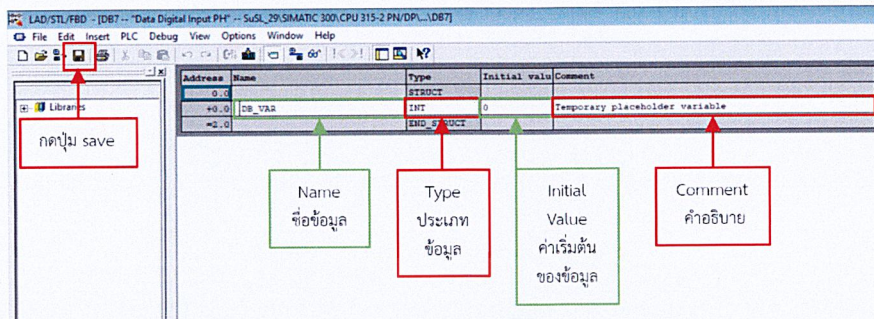 LAD/STL/FBD - [DB7 -- "Data Digital Input PH" -- SuSL_29\SIMATIC 300\CPU 315-2 PN/DP\...\DB7]
File Edit Insert PLC Debug View Options Window Help
Address Name Type Initial valu Comment
0.0 STRUCT
+0.0 DB_VAR INT 0 Temporary placeholder variable
=2.0 END_STRUCT
Libraries
กดปุ่ม save
Name
ชื่อข้อมูล
Type
ประเภท
ข้อมูล
Initial
Value
ค่าเริ่มต้น
ของข้อมูล
Comment
คำอธิบาย